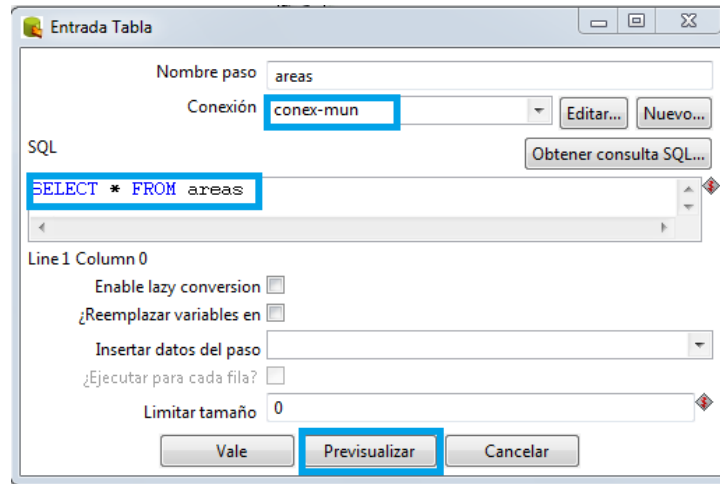 Entrada Tabla
Nombre paso areas
Conexión conex-mun Editar... Nuevo...
SQL Obtener consulta SQL...
SELECT * FROM areas
Line 1 Column 0
Enable lazy conversion
¿Reemplazar variables en
Insertar datos del paso
¿Ejecutar para cada fila?
Limitar tamaño 0
Vale Previsualizar Cancelar